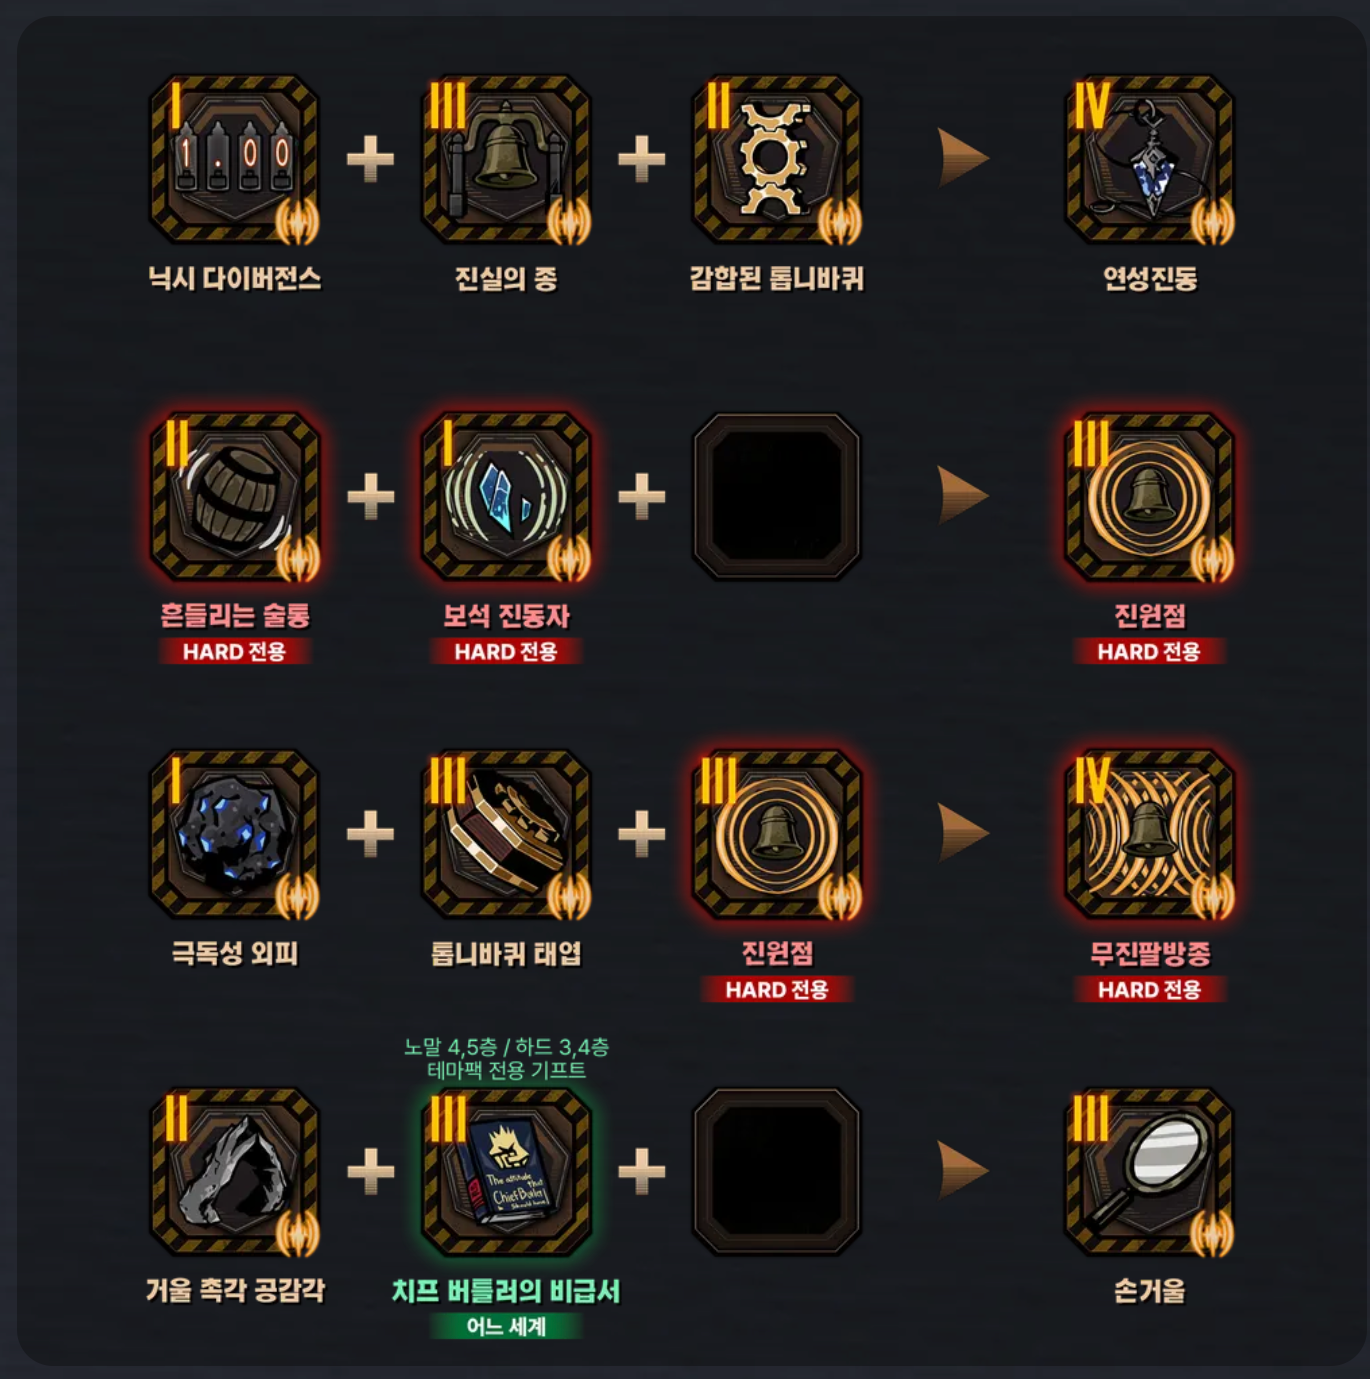 I
1.00
III
II
IV
닉시 다이버전스
진실의 종
감합된 톱니바퀴
연성진동
II
I
III
흔들리는 술통
보석 진동자
진원점
HARD 전용
HARD 전용
HARD 전용
I
III
III
IV
극독성 외피
톱니바퀴 태엽
진원점
무진팔방종
HARD 전용
HARD 전용
노말 4,5층 / 하드 3,4층
테마팩 전용 기프트
II
III
The attitude
that
Chief Butler
Should have
III
거울 촉각 공감각
치프 버틀러의 비급서
손거울
어느 세계